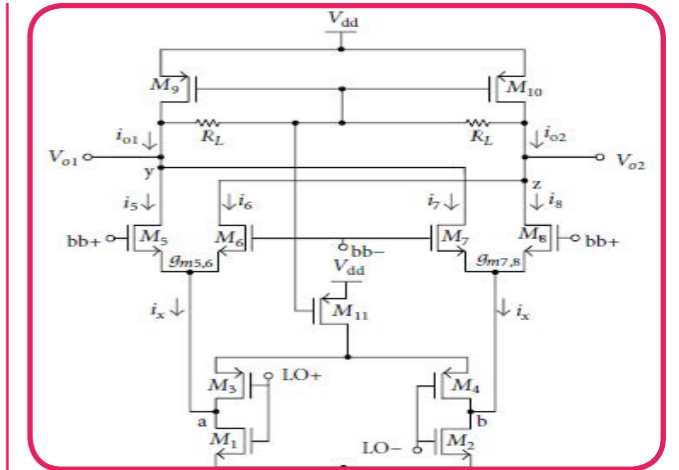 Vdd
M9
M10
RL
RL
io1
io2
Vo1
Vo2
y
z
i5
i6
i7
i8
bb+
M5
M6
M7
M8
bb+
gm5,6
bb−
gm7,8
Vdd
ix
ix
M11
M3
LO+
M4
a
b
M1
LO−
M2